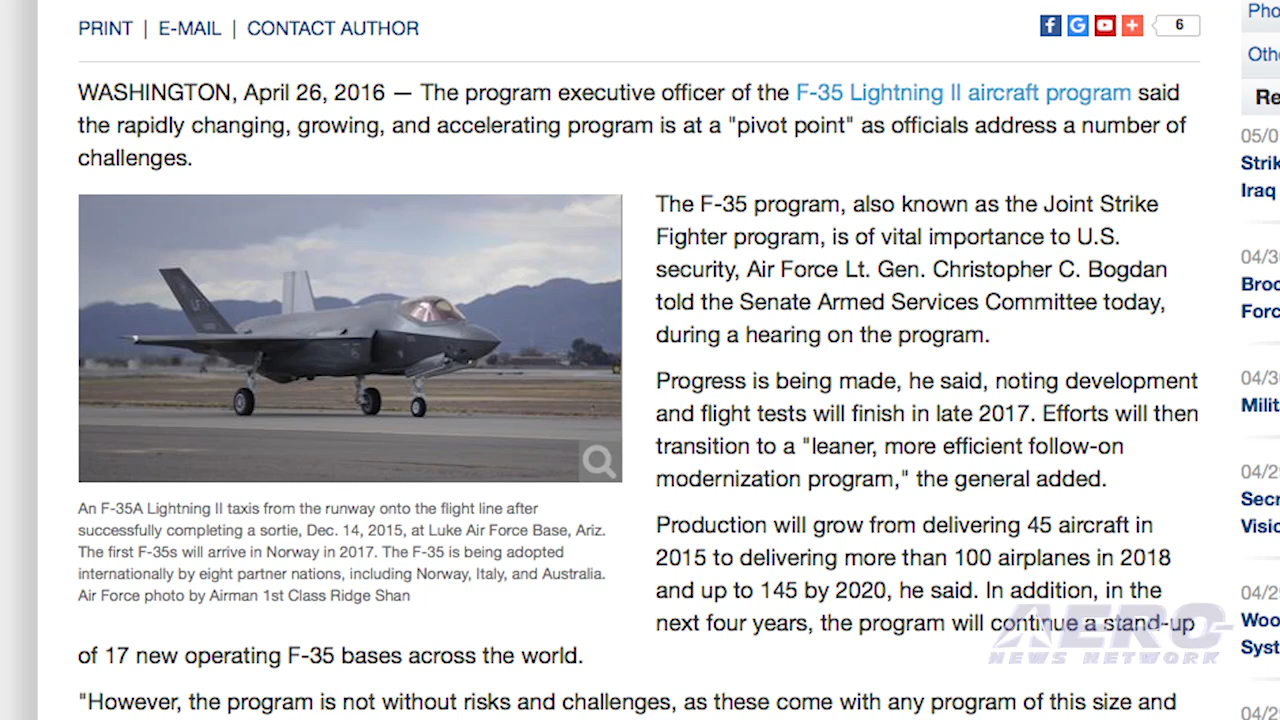 PRINT | E-MAIL | CONTACT AUTHOR
6
WASHINGTON, April 26, 2016 — The program executive officer of the F-35 Lightning II aircraft program said
the rapidly changing, growing, and accelerating program is at a "pivot point" as officials address a number of
challenges.
The F-35 program, also known as the Joint Strike
Fighter program, is of vital importance to U.S.
security, Air Force Lt. Gen. Christopher C. Bogdan
told the Senate Armed Services Committee today,
during a hearing on the program.
Progress is being made, he said, noting development
and flight tests will finish in late 2017. Efforts will then
transition to a "leaner, more efficient follow-on
modernization program," the general added.
Production will grow from delivering 45 aircraft in
2015 to delivering more than 100 airplanes in 2018
and up to 145 by 2020, he said. In addition, in the
next four years, the program will continue a stand-up
of 17 new operating F-35 bases across the world.
"However, the program is not without risks and challenges, as these come with any program of this size and
LF
An F-35A Lightning II taxis from the runway onto the flight line after
successfully completing a sortie, Dec. 14, 2015, at Luke Air Force Base, Ariz.
The first F-35s will arrive in Norway in 2017. The F-35 is being adopted
internationally by eight partner nations, including Norway, Italy, and Australia.
Air Force photo by Airman 1st Class Ridge Shan
Pho
Othe
Re
05/0
Strik
Iraq
04/30
Broo
Forc
04/30
Milit
04/29
Secr
Visio
04/29
Woo
Syst
04/29
AERO
NEWS NETWORK